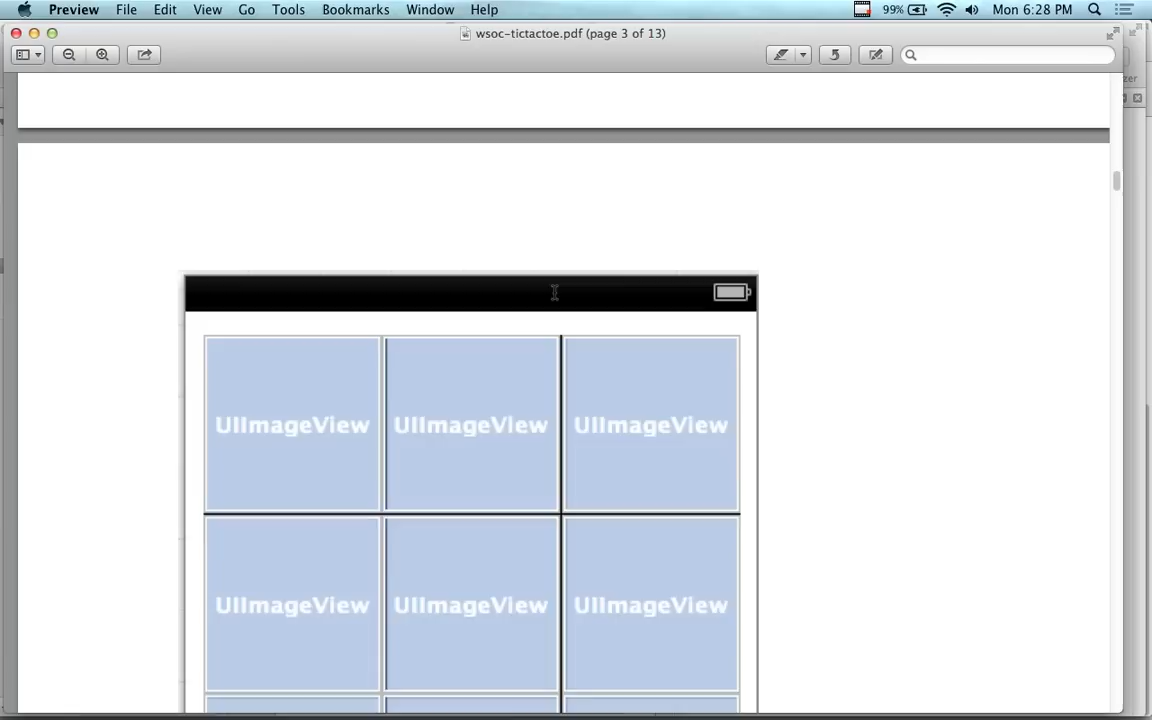 Preview File Edit View Go Tools Bookmarks Window Help 99% Mon 6:28 PM
wsoc-tictactoe.pdf (page 3 of 13)
zer
UIImageView UIImageView UIImageView
UIImageView UIImageView UIImageView